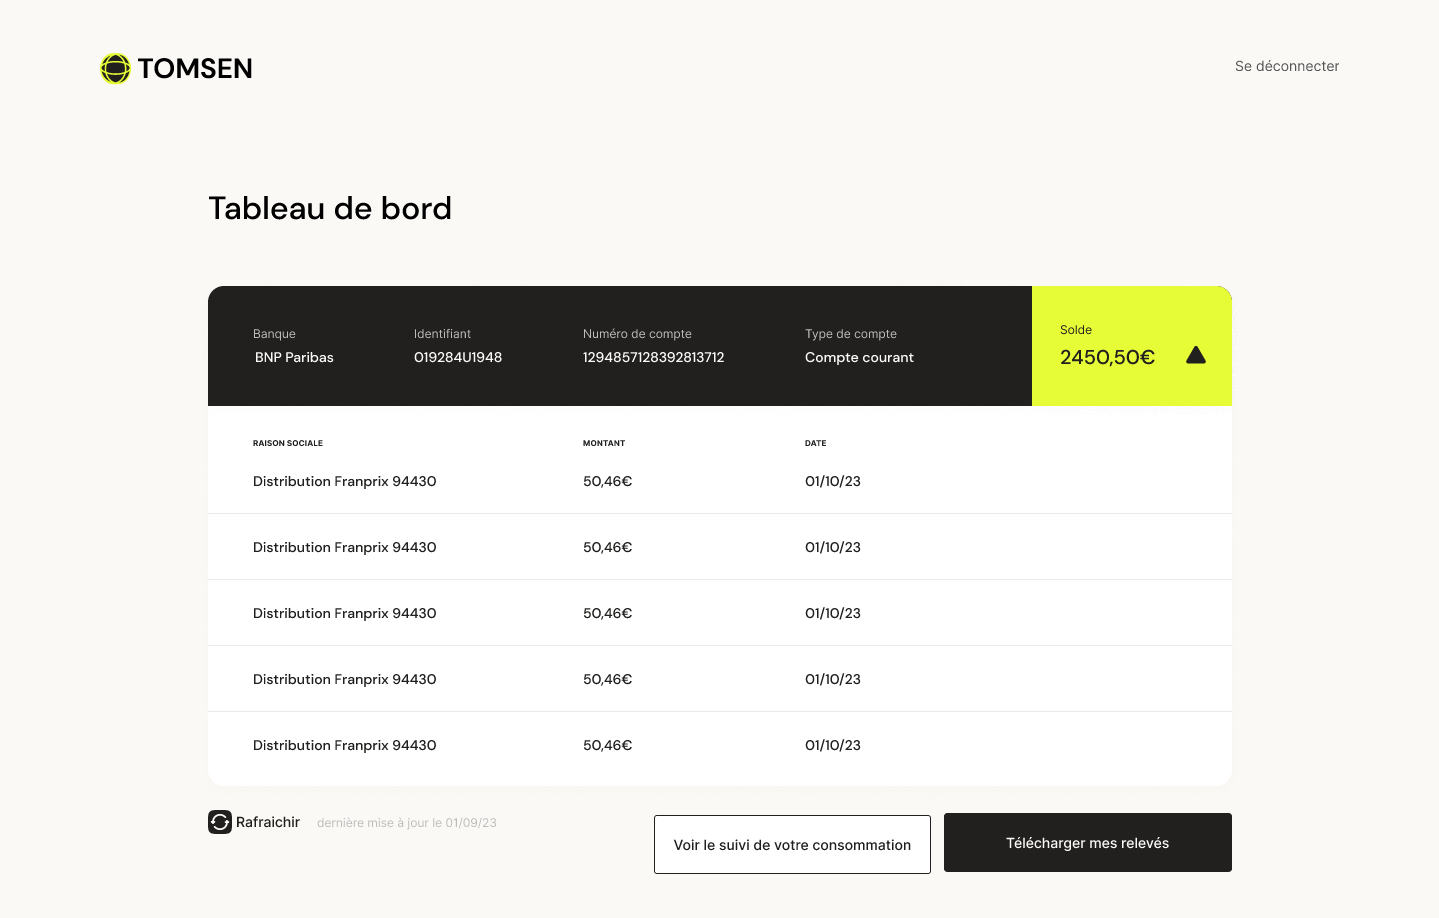 TOMSEN
Se déconnecter
Tableau de bord
Banque
BNP Paribas
Identifiant
019284U1948
Numéro de compte
1294857128392813712
Type de compte
Compte courant
Solde
2450,50€
RAISON SOCIALE MONTANT DATE
Distribution Franprix 94430 50,46€ 01/10/23
Distribution Franprix 94430 50,46€ 01/10/23
Distribution Franprix 94430 50,46€ 01/10/23
Distribution Franprix 94430 50,46€ 01/10/23
Distribution Franprix 94430 50,46€ 01/10/23
Rafraichir dernière mise à jour le 01/09/23
Voir le suivi de votre consommation
Télécharger mes relevés